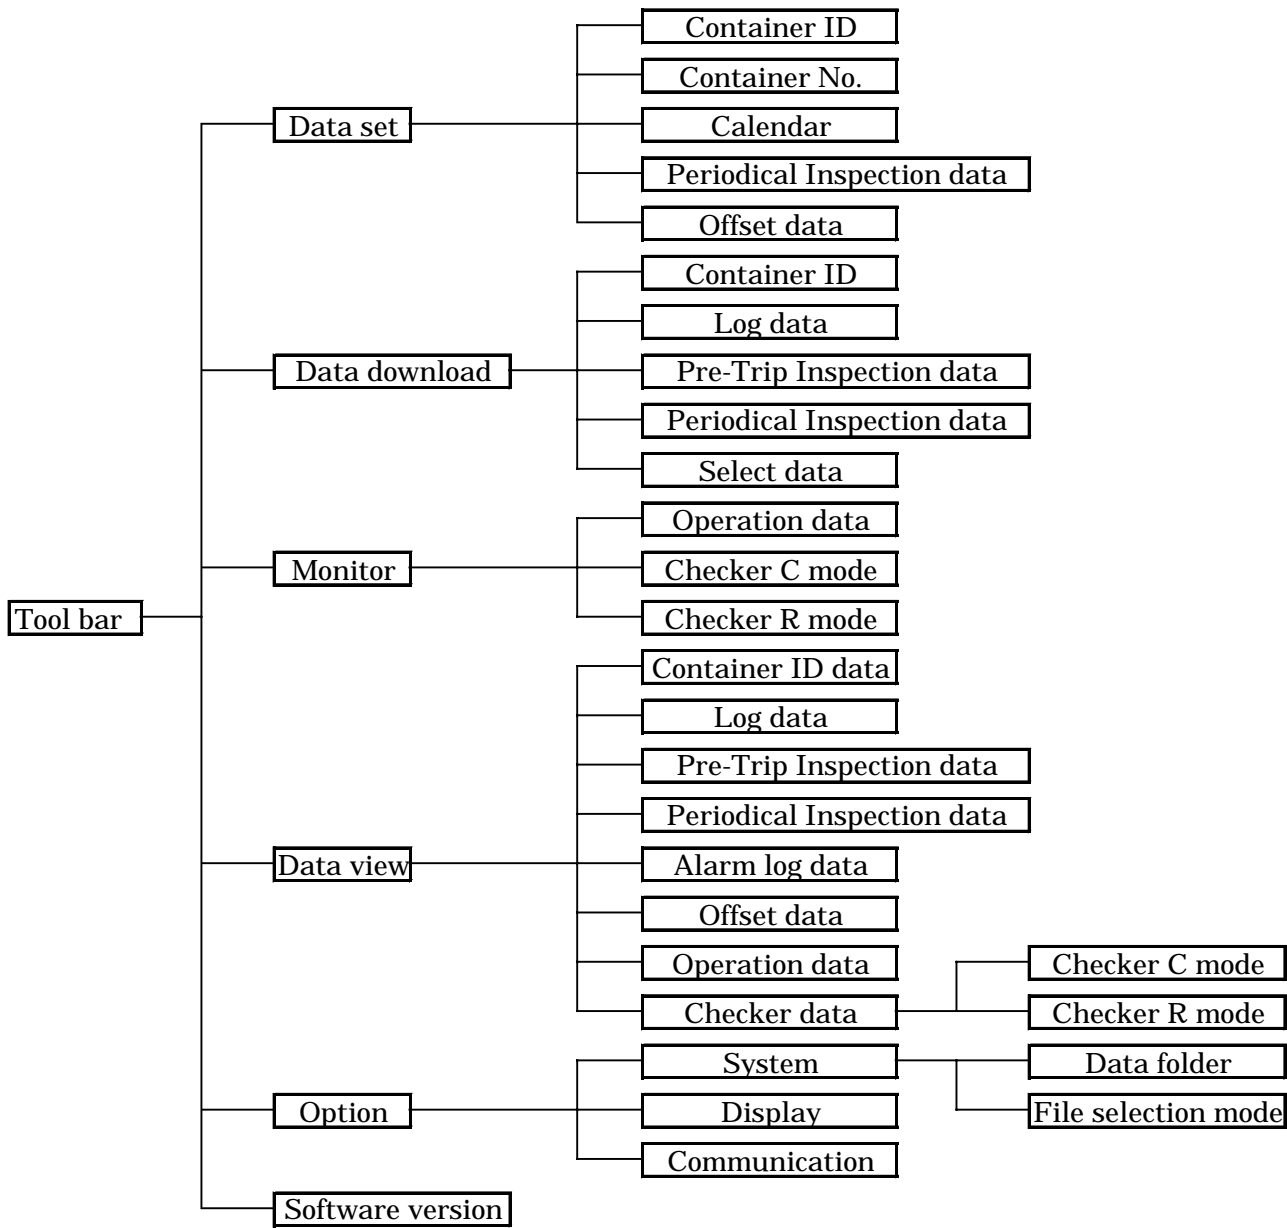 Tool bar
Data set
Container ID
Container No.
Calendar
Periodical Inspection data
Offset data
Data download
Container ID
Log data
Pre-Trip Inspection data
Periodical Inspection data
Select data
Monitor
Operation data
Checker C mode
Checker R mode
Data view
Container ID data
Log data
Pre-Trip Inspection data
Periodical Inspection data
Alarm log data
Offset data
Operation data
Checker data
Checker C mode
Checker R mode
Option
System
Data folder
File selection mode
Display
Communication
Software version